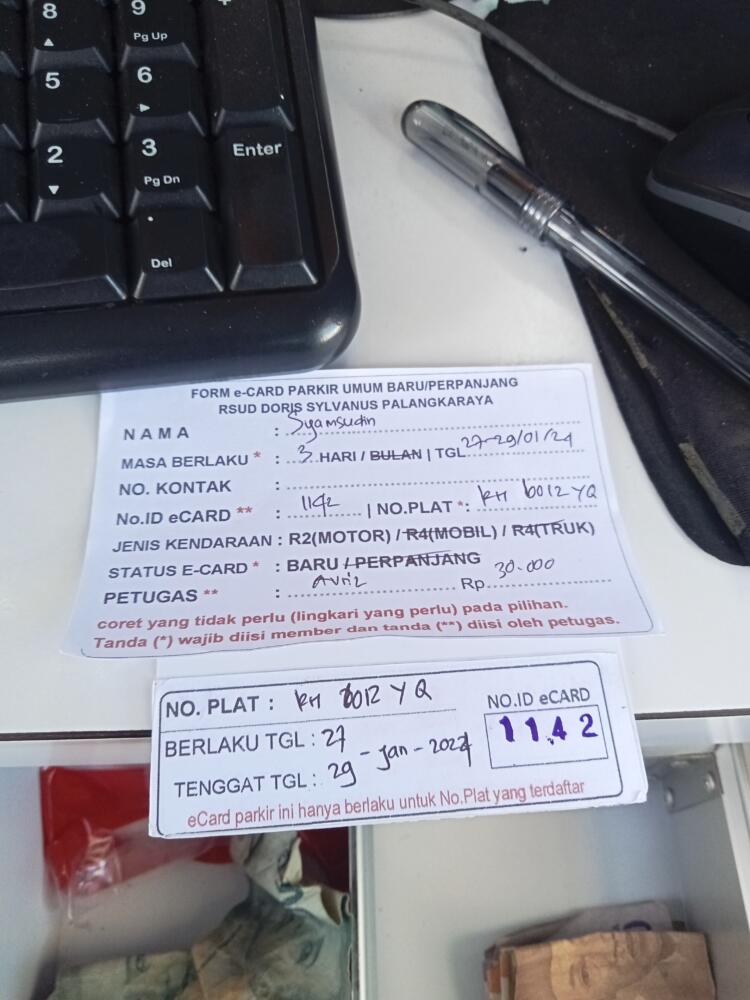 8
9
Pg Up
5
6
2
3
Pg Dn
Enter
.
Del
FORM e-CARD PARKIR UMUM BARU/PERPANJANG
RSUD DORIS SYLVANUS PALANGKARAYA
NAMA : Syamsudin
MASA BERLAKU * : 3 HARI / BULAN | TGL 27-29/01/24
NO. KONTAK :
No.ID eCARD ** : 1142 | NO.PLAT *: KH 6012 YQ
JENIS KENDARAAN : R2(MOTOR) / R4(MOBIL) / R4(TRUK)
STATUS E-CARD * : BARU / PERPANJANG
PETUGAS ** : Avriz Rp. 30.000
coret yang tidak perlu (lingkari yang perlu) pada pilihan.
Tanda (*) wajib diisi member dan tanda (**) diisi oleh petugas.
NO. PLAT : KH 6012 YQ
NO.ID eCARD
1142
BERLAKU TGL : 27
TENGGAT TGL : 29 - Jan - 2024
eCard parkir ini hanya berlaku untuk No.Plat yang terdaftar